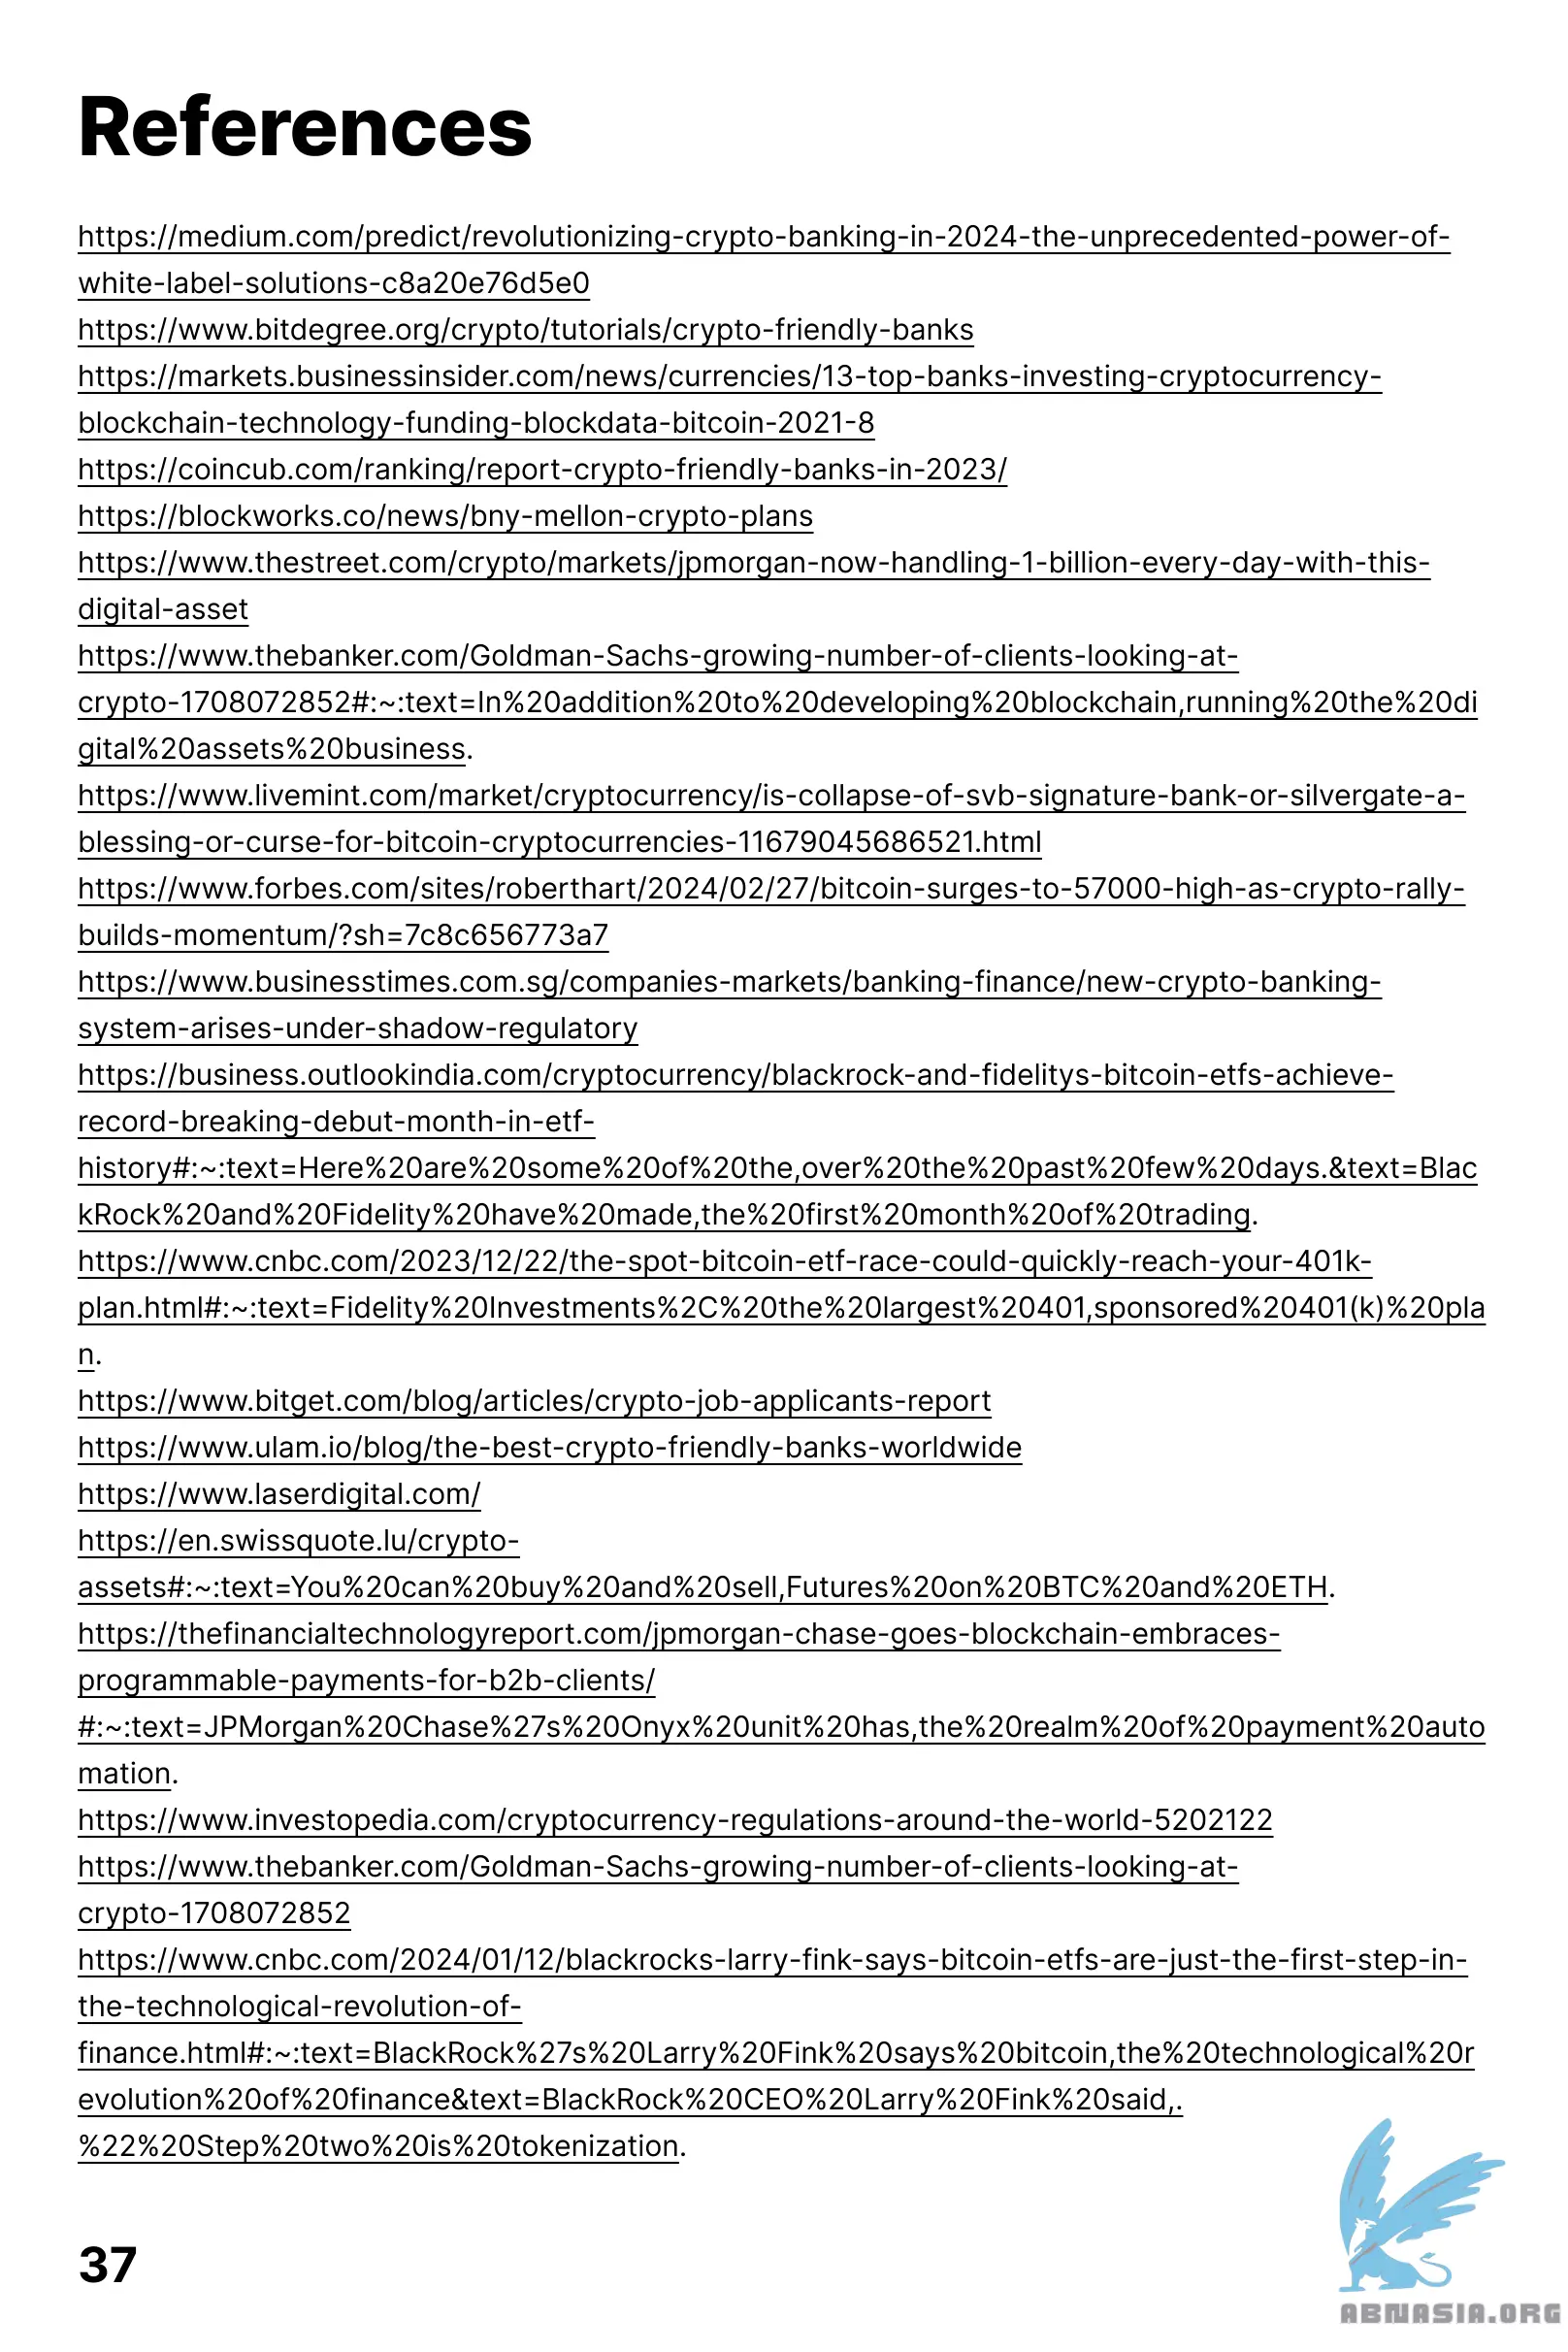 References
https://medium.com/predict/revolutionizing-crypto-banking-in-2024-the-unprecedented-power-of-
white-label-solutions-c8a20e76d5e0
https://www.bitdegree.org/crypto/tutorials/crypto-friendly-banks
https://markets.businessinsider.com/news/currencies/13-top-banks-investing-cryptocurrency-
blockchain-technology-funding-blockdata-bitcoin-2021-8
https://coincub.com/ranking/report-crypto-friendly-banks-in-2023/
https://blockworks.co/news/bny-mellon-crypto-plans
https://www.thestreet.com/crypto/markets/jpmorgan-now-handling-1-billion-every-day-with-this-
digital-asset
https://www.thebanker.com/Goldman-Sachs-growing-number-of-clients-looking-at-
crypto-1708072852#:~:text=In%20addition%20to%20developing%20blockchain,running%20the%20di
gital%20assets%20business.
https://www.livemint.com/market/cryptocurrency/is-collapse-of-svb-signature-bank-or-silvergate-a-
blessing-or-curse-for-bitcoin-cryptocurrencies-11679045686521.html
https://www.forbes.com/sites/roberthart/2024/02/27/bitcoin-surges-to-57000-high-as-crypto-rally-
builds-momentum/?sh=7c8c656773a7
https://www.businesstimes.com.sg/companies-markets/banking-finance/new-crypto-banking-
system-arises-under-shadow-regulatory
https://business.outlookindia.com/cryptocurrency/blackrock-and-fidelitys-bitcoin-etfs-achieve-
record-breaking-debut-month-in-etf-
history#:~:text=Here%20are%20some%20of%20the,over%20the%20past%20few%20days.&text=Blac
kRock%20and%20Fidelity%20have%20made,the%20first%20month%20of%20trading.
https://www.cnbc.com/2023/12/22/the-spot-bitcoin-etf-race-could-quickly-reach-your-401k-
plan.html#:~:text=Fidelity%20Investments%2C%20the%20largest%20401,sponsored%20401(k)%20pla
n.
https://www.bitget.com/blog/articles/crypto-job-applicants-report
https://www.ulam.io/blog/the-best-crypto-friendly-banks-worldwide
https://www.laserdigital.com/
https://en.swissquote.lu/crypto-
assets#:~:text=You%20can%20buy%20and%20sell,Futures%20on%20BTC%20and%20ETH.
https://thefinancialtechnologyreport.com/jpmorgan-chase-goes-blockchain-embraces-
programmable-payments-for-b2b-clients/
#:~:text=JPMorgan%20Chase%27s%20Onyx%20unit%20has,the%20realm%20of%20payment%20auto
mation.
https://www.investopedia.com/cryptocurrency-regulations-around-the-world-5202122
https://www.thebanker.com/Goldman-Sachs-growing-number-of-clients-looking-at-
crypto-1708072852
https://www.cnbc.com/2024/01/12/blackrocks-larry-fink-says-bitcoin-etfs-are-just-the-first-step-in-
the-technological-revolution-of-
finance.html#:~:text=BlackRock%27s%20Larry%20Fink%20says%20bitcoin,the%20technological%20r
evolution%20of%20finance&text=BlackRock%20CEO%20Larry%20Fink%20said,.
%22%20Step%20two%20is%20tokenization.
37
ABNASIA.ORG